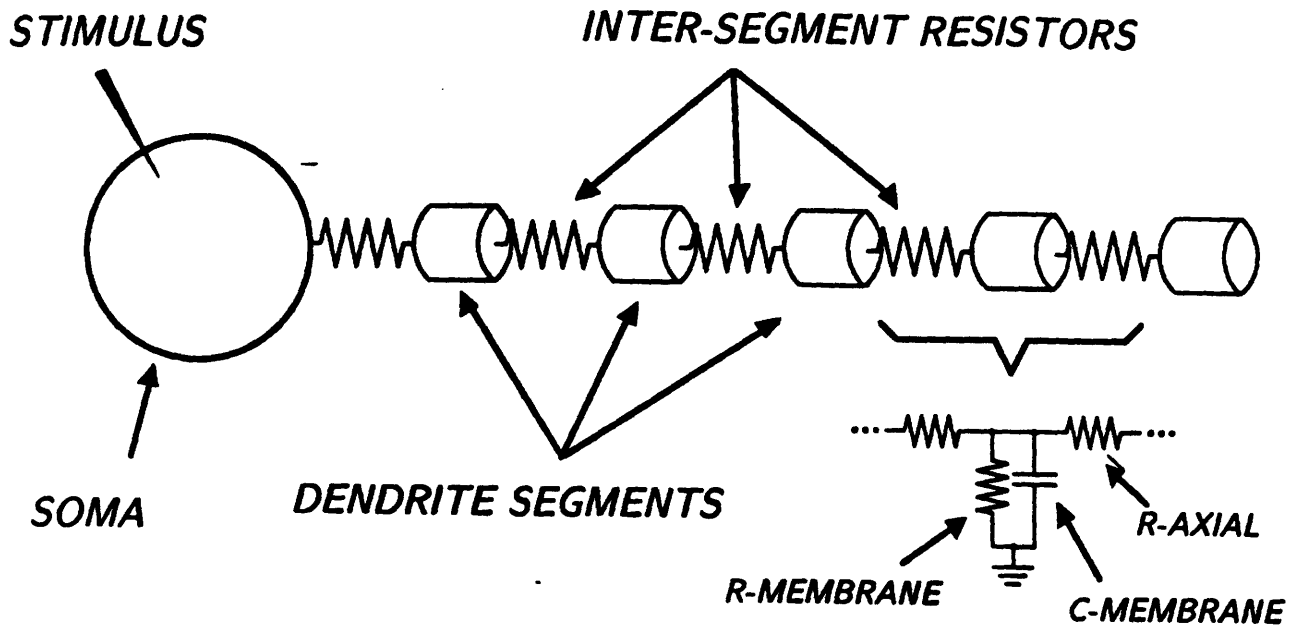 STIMULUS
INTER-SEGMENT RESISTORS
SOMA
DENDRITE SEGMENTS
R-AXIAL
R-MEMBRANE
C-MEMBRANE